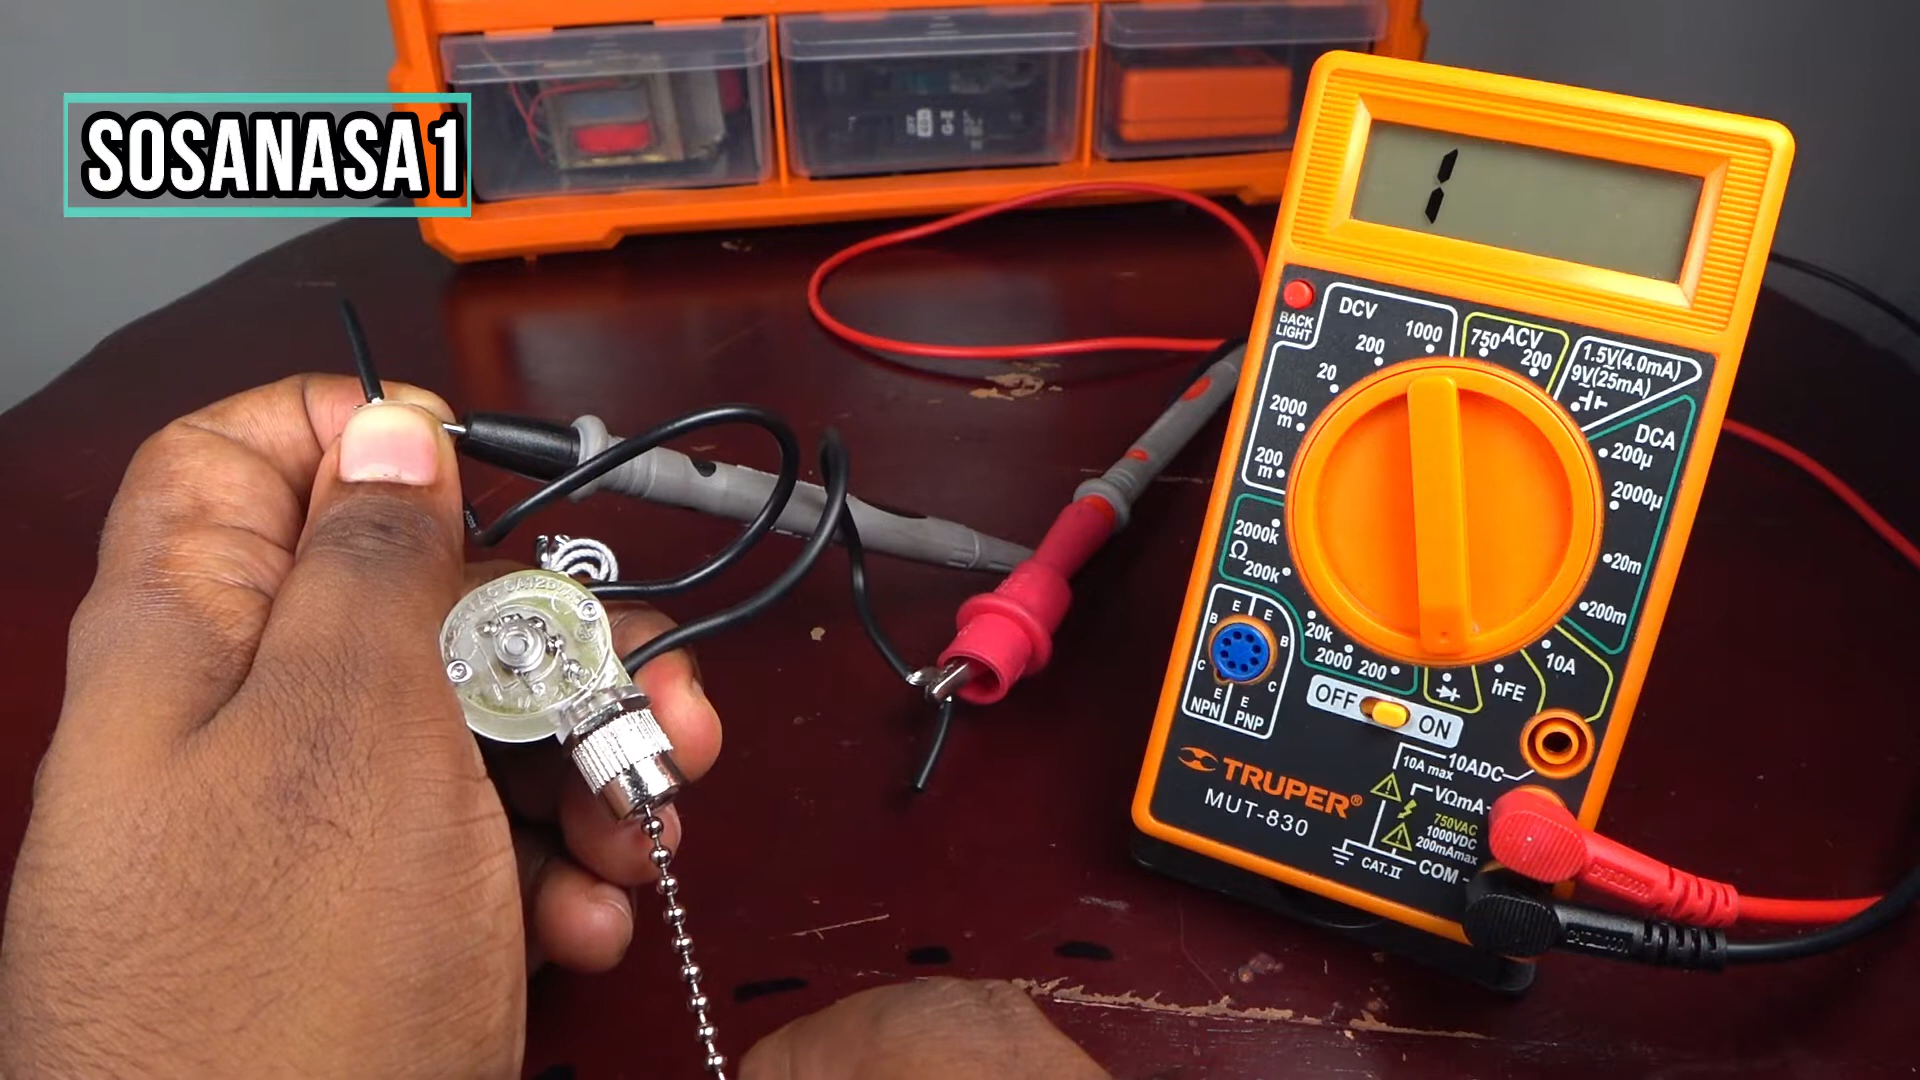 SOSANASA1
1
BACK
LIGHT
DCV
1000
200
20
2000
m
200
m
750
ACV
200
1.5V(4.0mA)
9V(25mA)
DCA
200μ
2000μ
20m
200m
10A
hFE
2000k
Ω
200k
20k
2000
200
E
E
B
B
C
C
E
E
NPN
PNP
OFF
ON
TRUPER®
MUT-830
10ADC
10A max
VΩmA
750VAC
1000VDC
200mAmax
CAT.II
COM